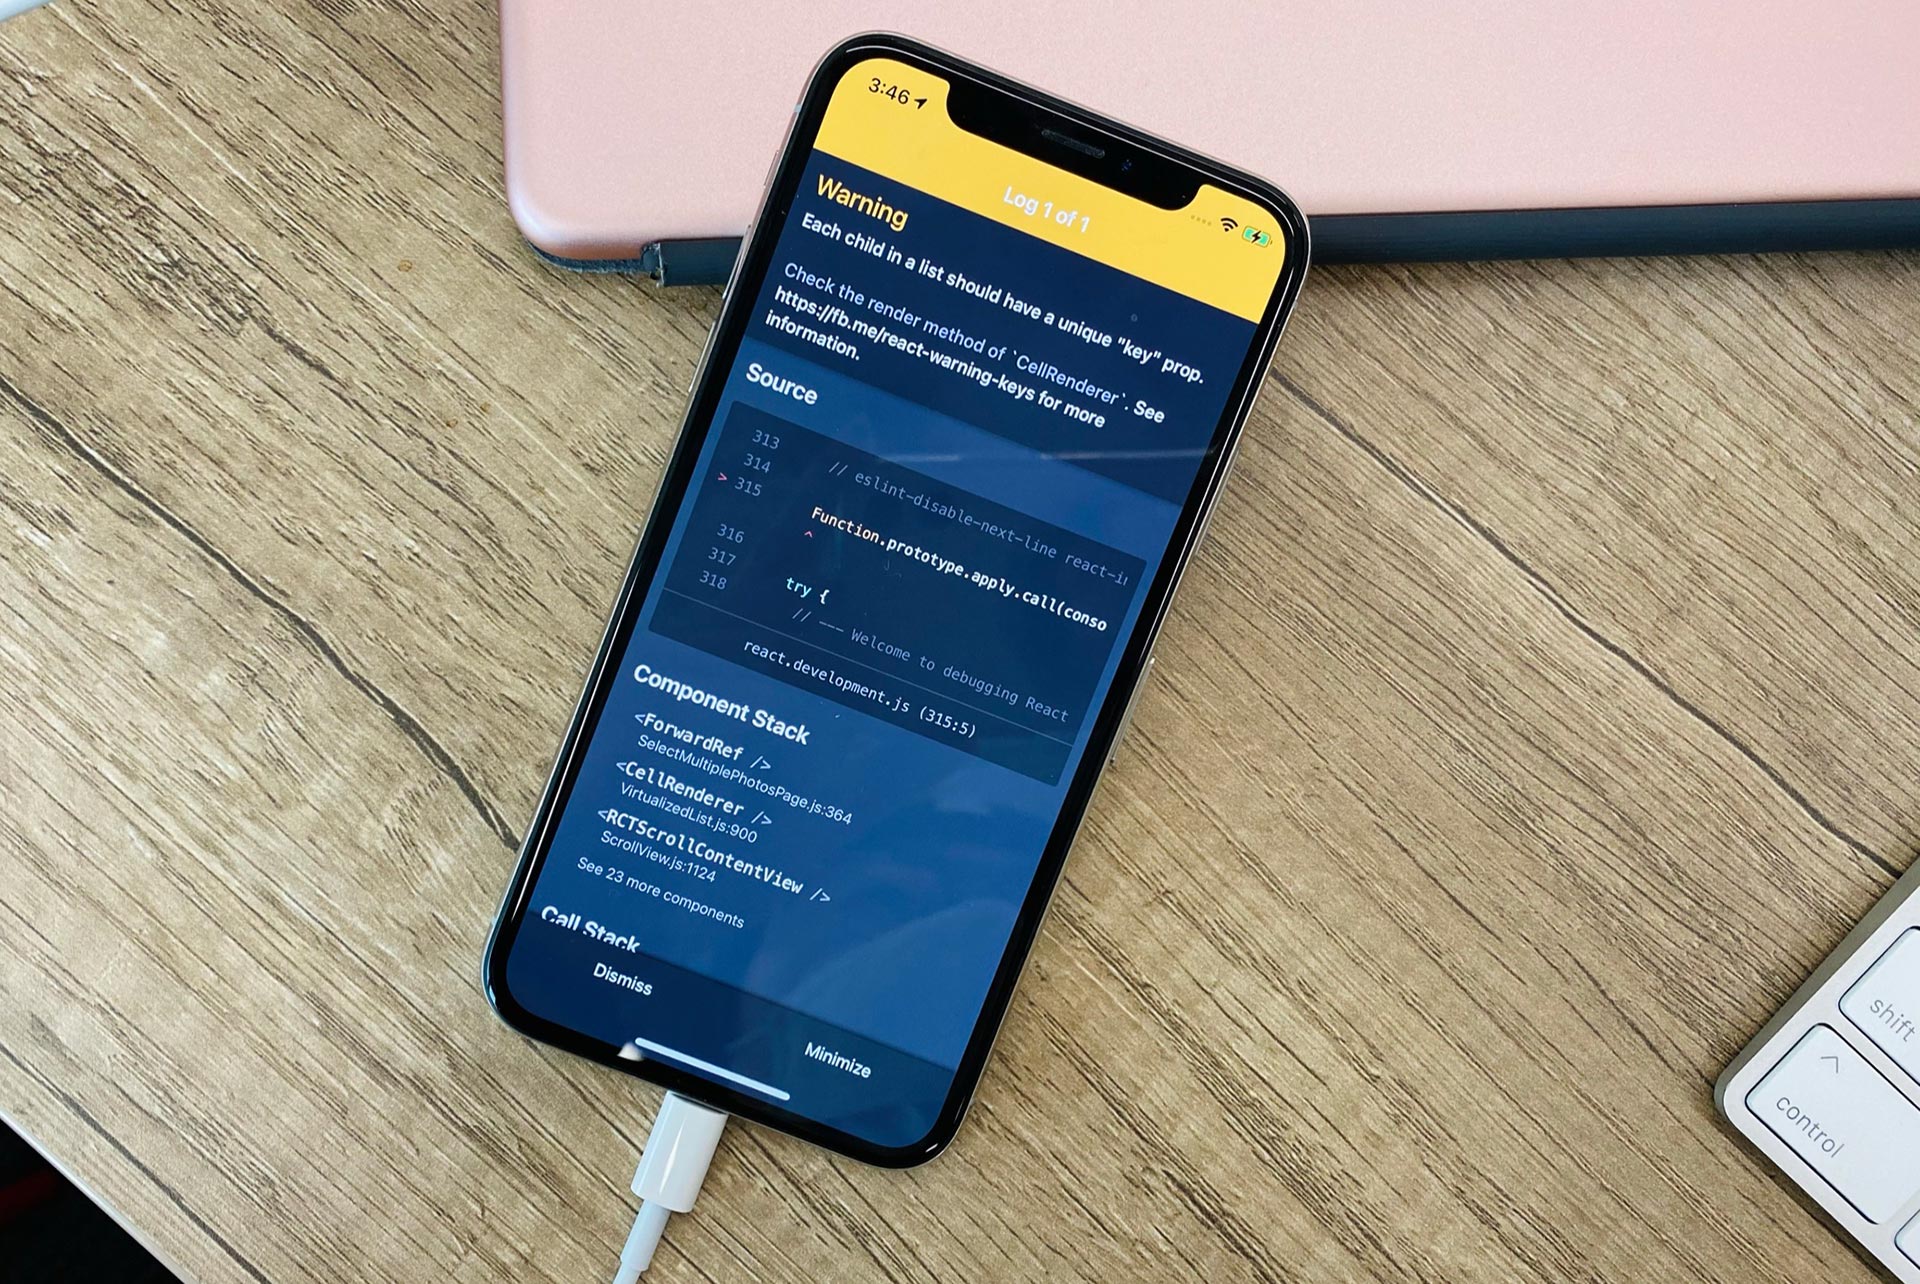 3:46
Log 1 of 1
Warning
Each child in a list should have a unique "key" prop.
Check the render method of `CellRenderer`. See
https://fb.me/react-warning-keys for more
information.
Source
313
314 // eslint-disable-next-line react-i
> 315
Function.prototype.apply.call(conso
^
316
317 try {
318 // --- Welcome to debugging React
react.development.js (315:5)
Component Stack
<ForwardRef />
SelectMultiplePhotosPage.js:364
<CellRenderer />
VirtualizedList.js:900
<RCTScrollContentView />
ScrollView.js:1124
See 23 more components
Call Stack
Dismiss
Minimize
shift
control